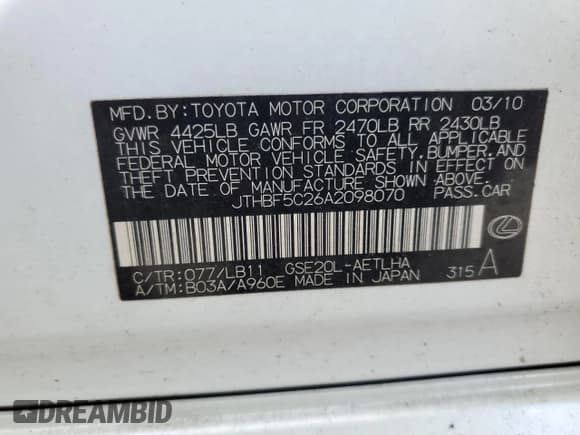 MFD.BY:TOYOTA MOTOR CORPORATION 03/10
GVWR 4425LB GAWR FR 2470LB RR 2430LB
THIS VEHICLE CONFORMS TO ALL APPLICABLE
FEDERAL MOTOR VEHICLE SAFETY,BUMPER,AND
THEFT PREVENTION STANDARDS IN EFFECT ON
THE DATE OF MANUFACTURE SHOWN ABOVE.
JTHBF5C26A2098070 PASS.CAR
C/TR:077/LB11 GSE20L-AETLHA
A/TM:B03A/A960E MADE IN JAPAN 315 A
DREAMBID